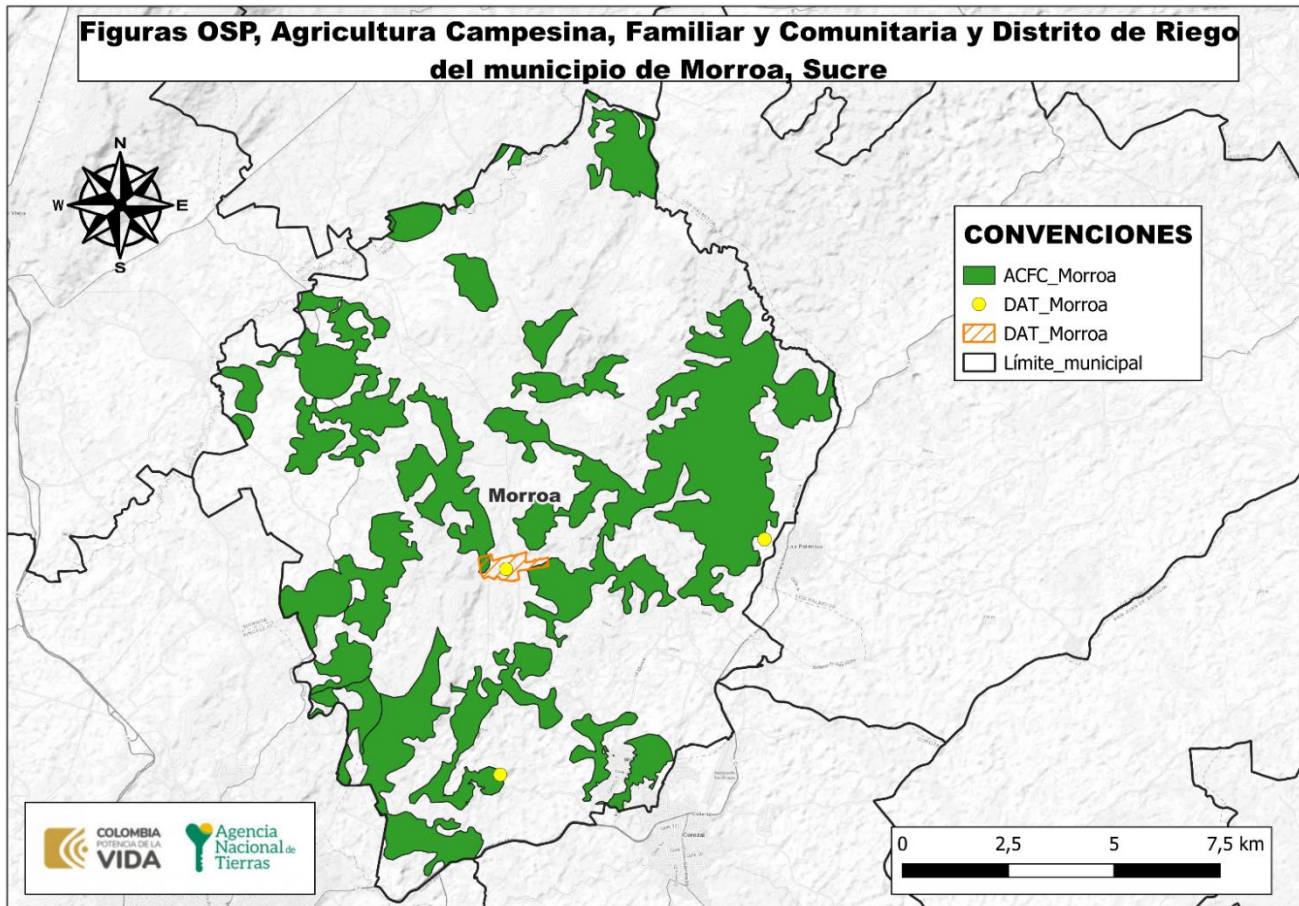 Figuras OSP, Agricultura Campesina, Familiar y Comunitaria y Distrito de Riego
del municipio de Morroa, Sucre
N
W
E
S
CONVENCIONES
ACFC_Morroa
DAT_Morroa
DAT_Morroa
Límite_municipal
Morroa
Corozal
COLOMBIA
POTENCIA DE LA
VIDA
Agencia
Nacional de
Tierras
0
2,5
5
7,5 km